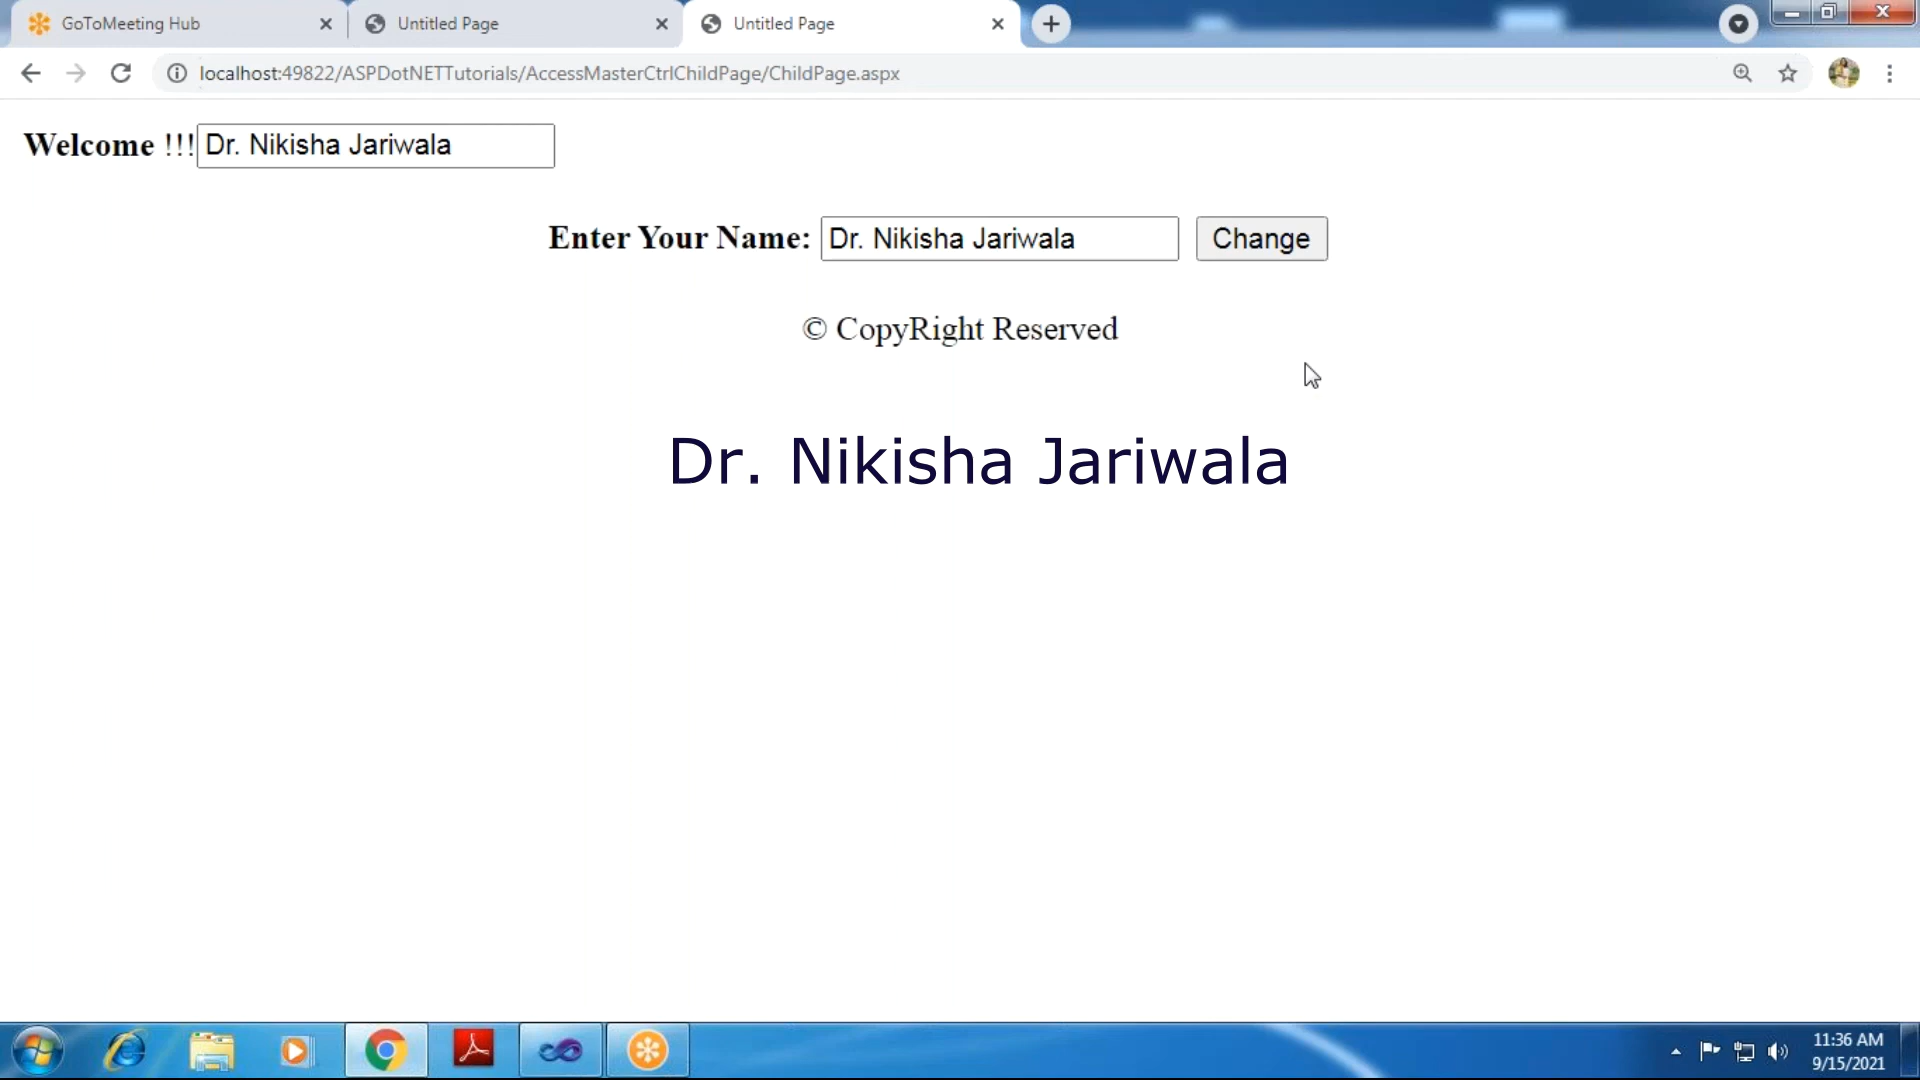 GoToMeeting Hub
Untitled Page
Untitled Page
localhost:49822/ASPDotNETTutorials/AccessMasterCtrlChildPage/ChildPage.aspx
Welcome !!! Dr. Nikisha Jariwala
Enter Your Name: Dr. Nikisha Jariwala Change
© CopyRight Reserved
Dr. Nikisha Jariwala
11:36 AM
9/15/2021